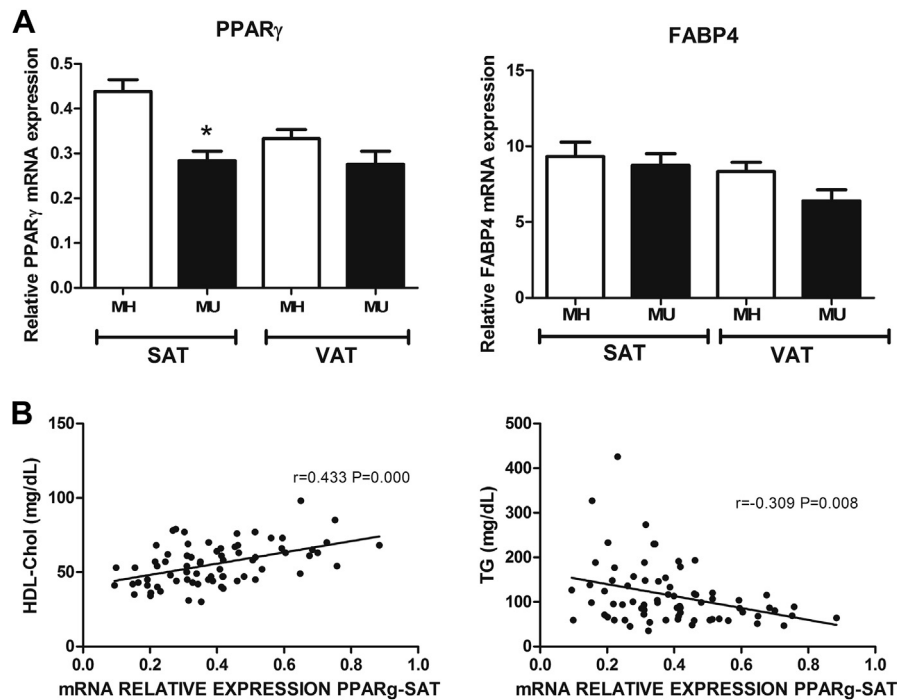 A
PPARγ
Relative PPARγ mRNA expression
0.5
0.4
0.3
0.2
0.1
0.0
*
MH MU MH MU
SAT VAT
FABP4
Relative FABP4 mRNA expression
15
10
5
0
MH MU MH MU
SAT VAT
B
HDL-Chol (mg/dL)
150
100
50
0
r=0.433 P=0.000
0.0 0.2 0.4 0.6 0.8 1.0
mRNA RELATIVE EXPRESSION PPARg-SAT
TG (mg/dL)
500
400
300
200
100
0
r=-0.309 P=0.008
0.0 0.2 0.4 0.6 0.8 1.0
mRNA RELATIVE EXPRESSION PPARg-SAT